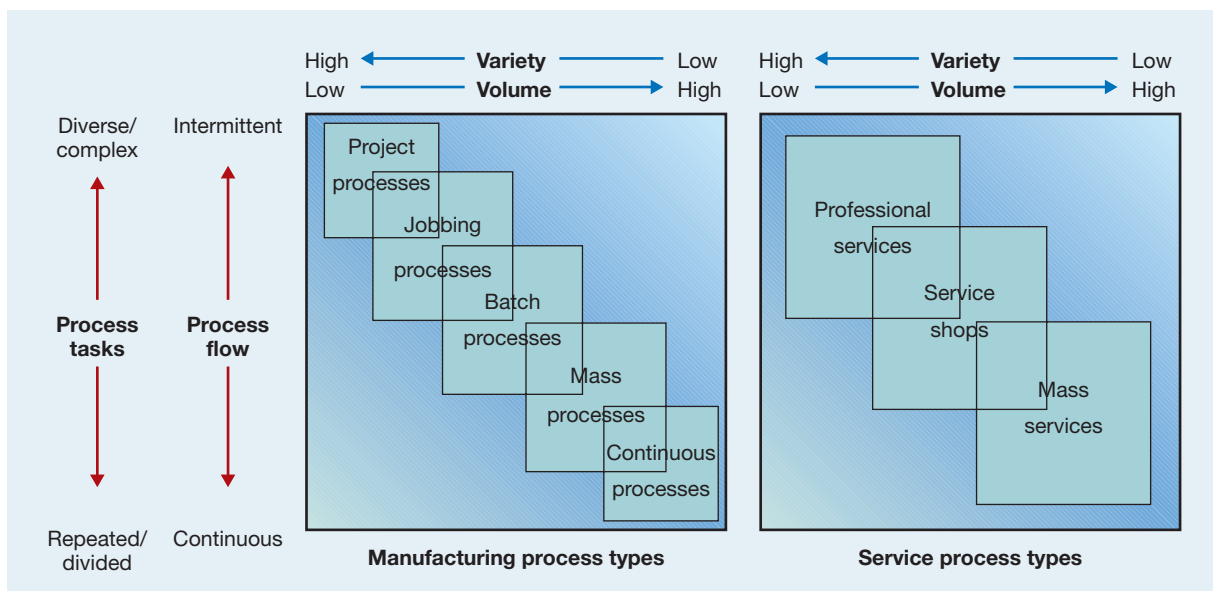 High Variety Low
Low Volume High
High Variety Low
Low Volume High
Diverse/
complex
Intermittent
Process
tasks
Process
flow
Repeated/
divided
Continuous
Project
processes
Jobbing
processes
Batch
processes
Mass
processes
Continuous
processes
Manufacturing process types
Professional
services
Service
shops
Mass
services
Service process types